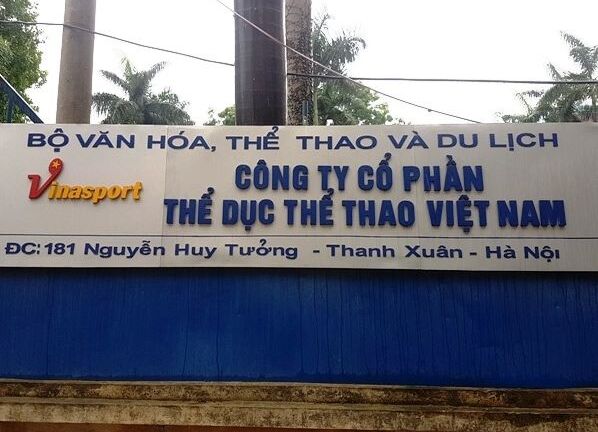 BỘ VĂN HÓA, THỂ THAO VÀ DU LỊCH
Vinasport
CÔNG TY CỔ PHẦN
THỂ DỤC THỂ THAO VIỆT NAM
ĐC: 181 Nguyễn Huy Tưởng - Thanh Xuân - Hà Nội